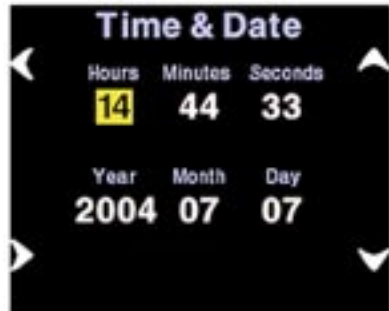 Time & Date
Hours Minutes Seconds
14 44 33
Year Month Day
2004 07 07